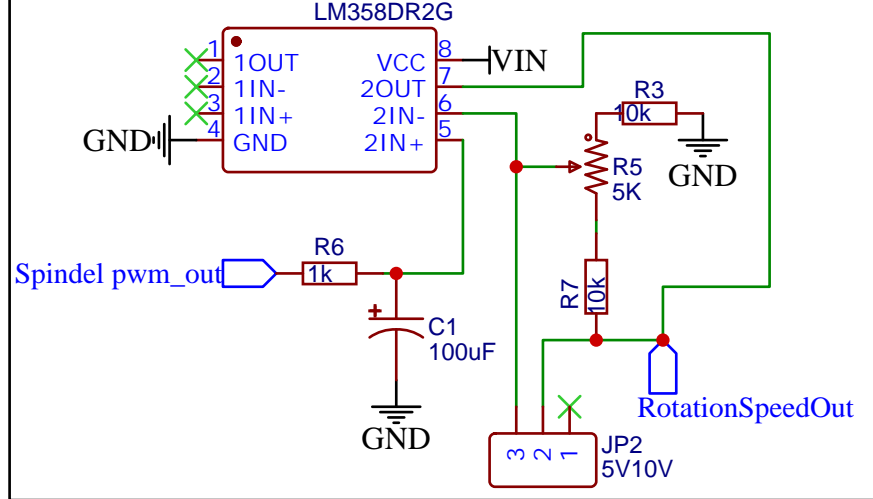 LM358DR2G
1 1OUT VCC 8 VIN
2 1IN- 2OUT 7
3 1IN+ 2IN- 6
GND 4 GND 2IN+ 5
R3
10k
GND
R5
5K
R6
1k
Spindel pwm_out
R7
10k
C1
100uF
GND
RotationSpeedOut
3 2 1
JP2
5V10V